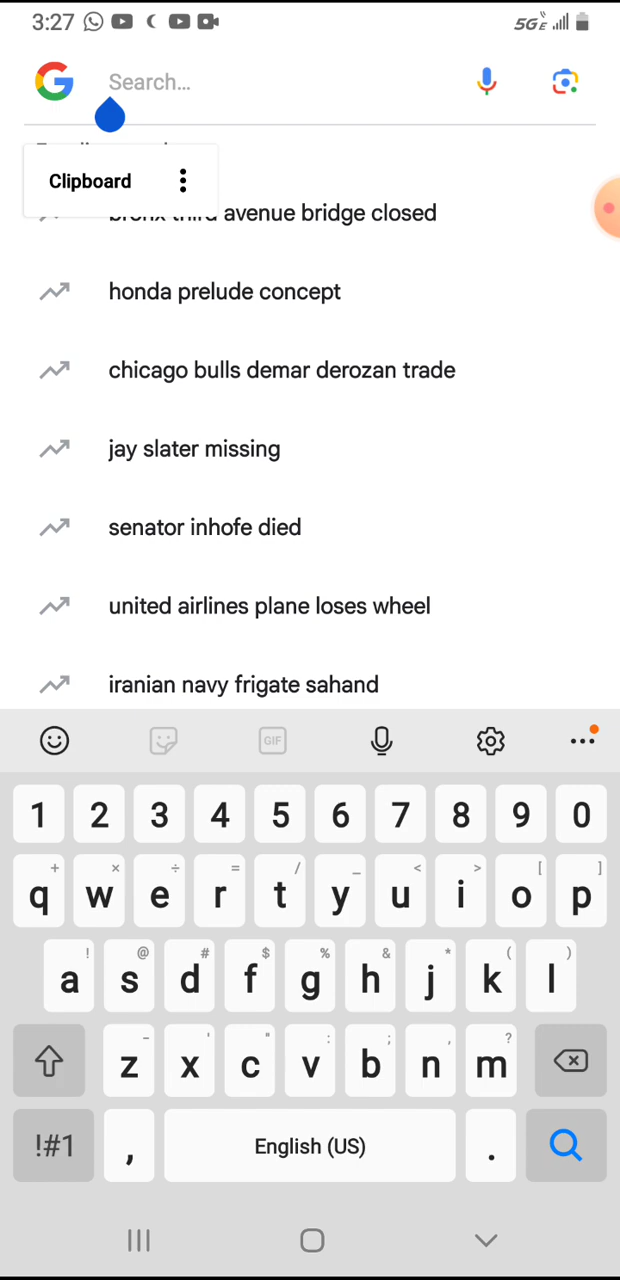 3:27
5GE
Search...
Clipboard
avenue bridge closed
honda prelude concept
chicago bulls demar derozan trade
jay slater missing
senator inhofe died
united airlines plane loses wheel
iranian navy frigate sahand
GIF
1 2 3 4 5 6 7 8 9 0
+ × ÷ = / _ < > [ ]
q w e r t y u i o p
! @ # $ % & * ( )
a s d f g h j k l
- ' " : ; , ?
z x c v b n m
!#1 , English (US) .